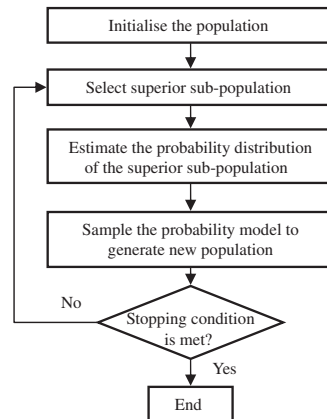 Initialise the population
Select superior sub-population
Estimate the probability distribution
of the superior sub-population
Sample the probability model to
generate new population
No
Stopping condition
is met?
Yes
End